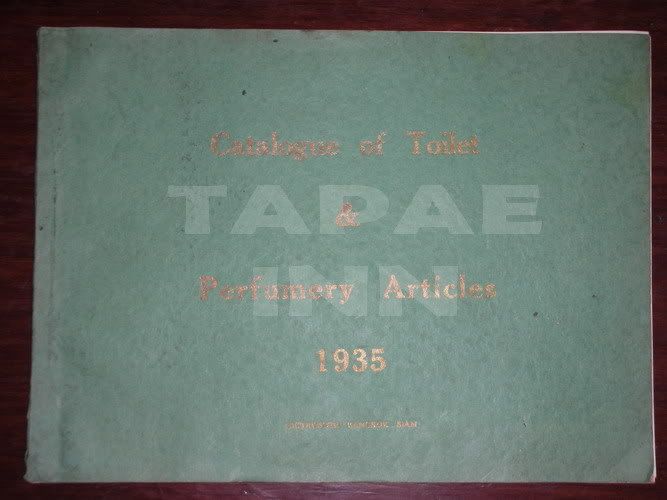 Catalogue of Toilet
&
Perfumery Articles
1935
BANGKOK SIAM
TAPAE
INN